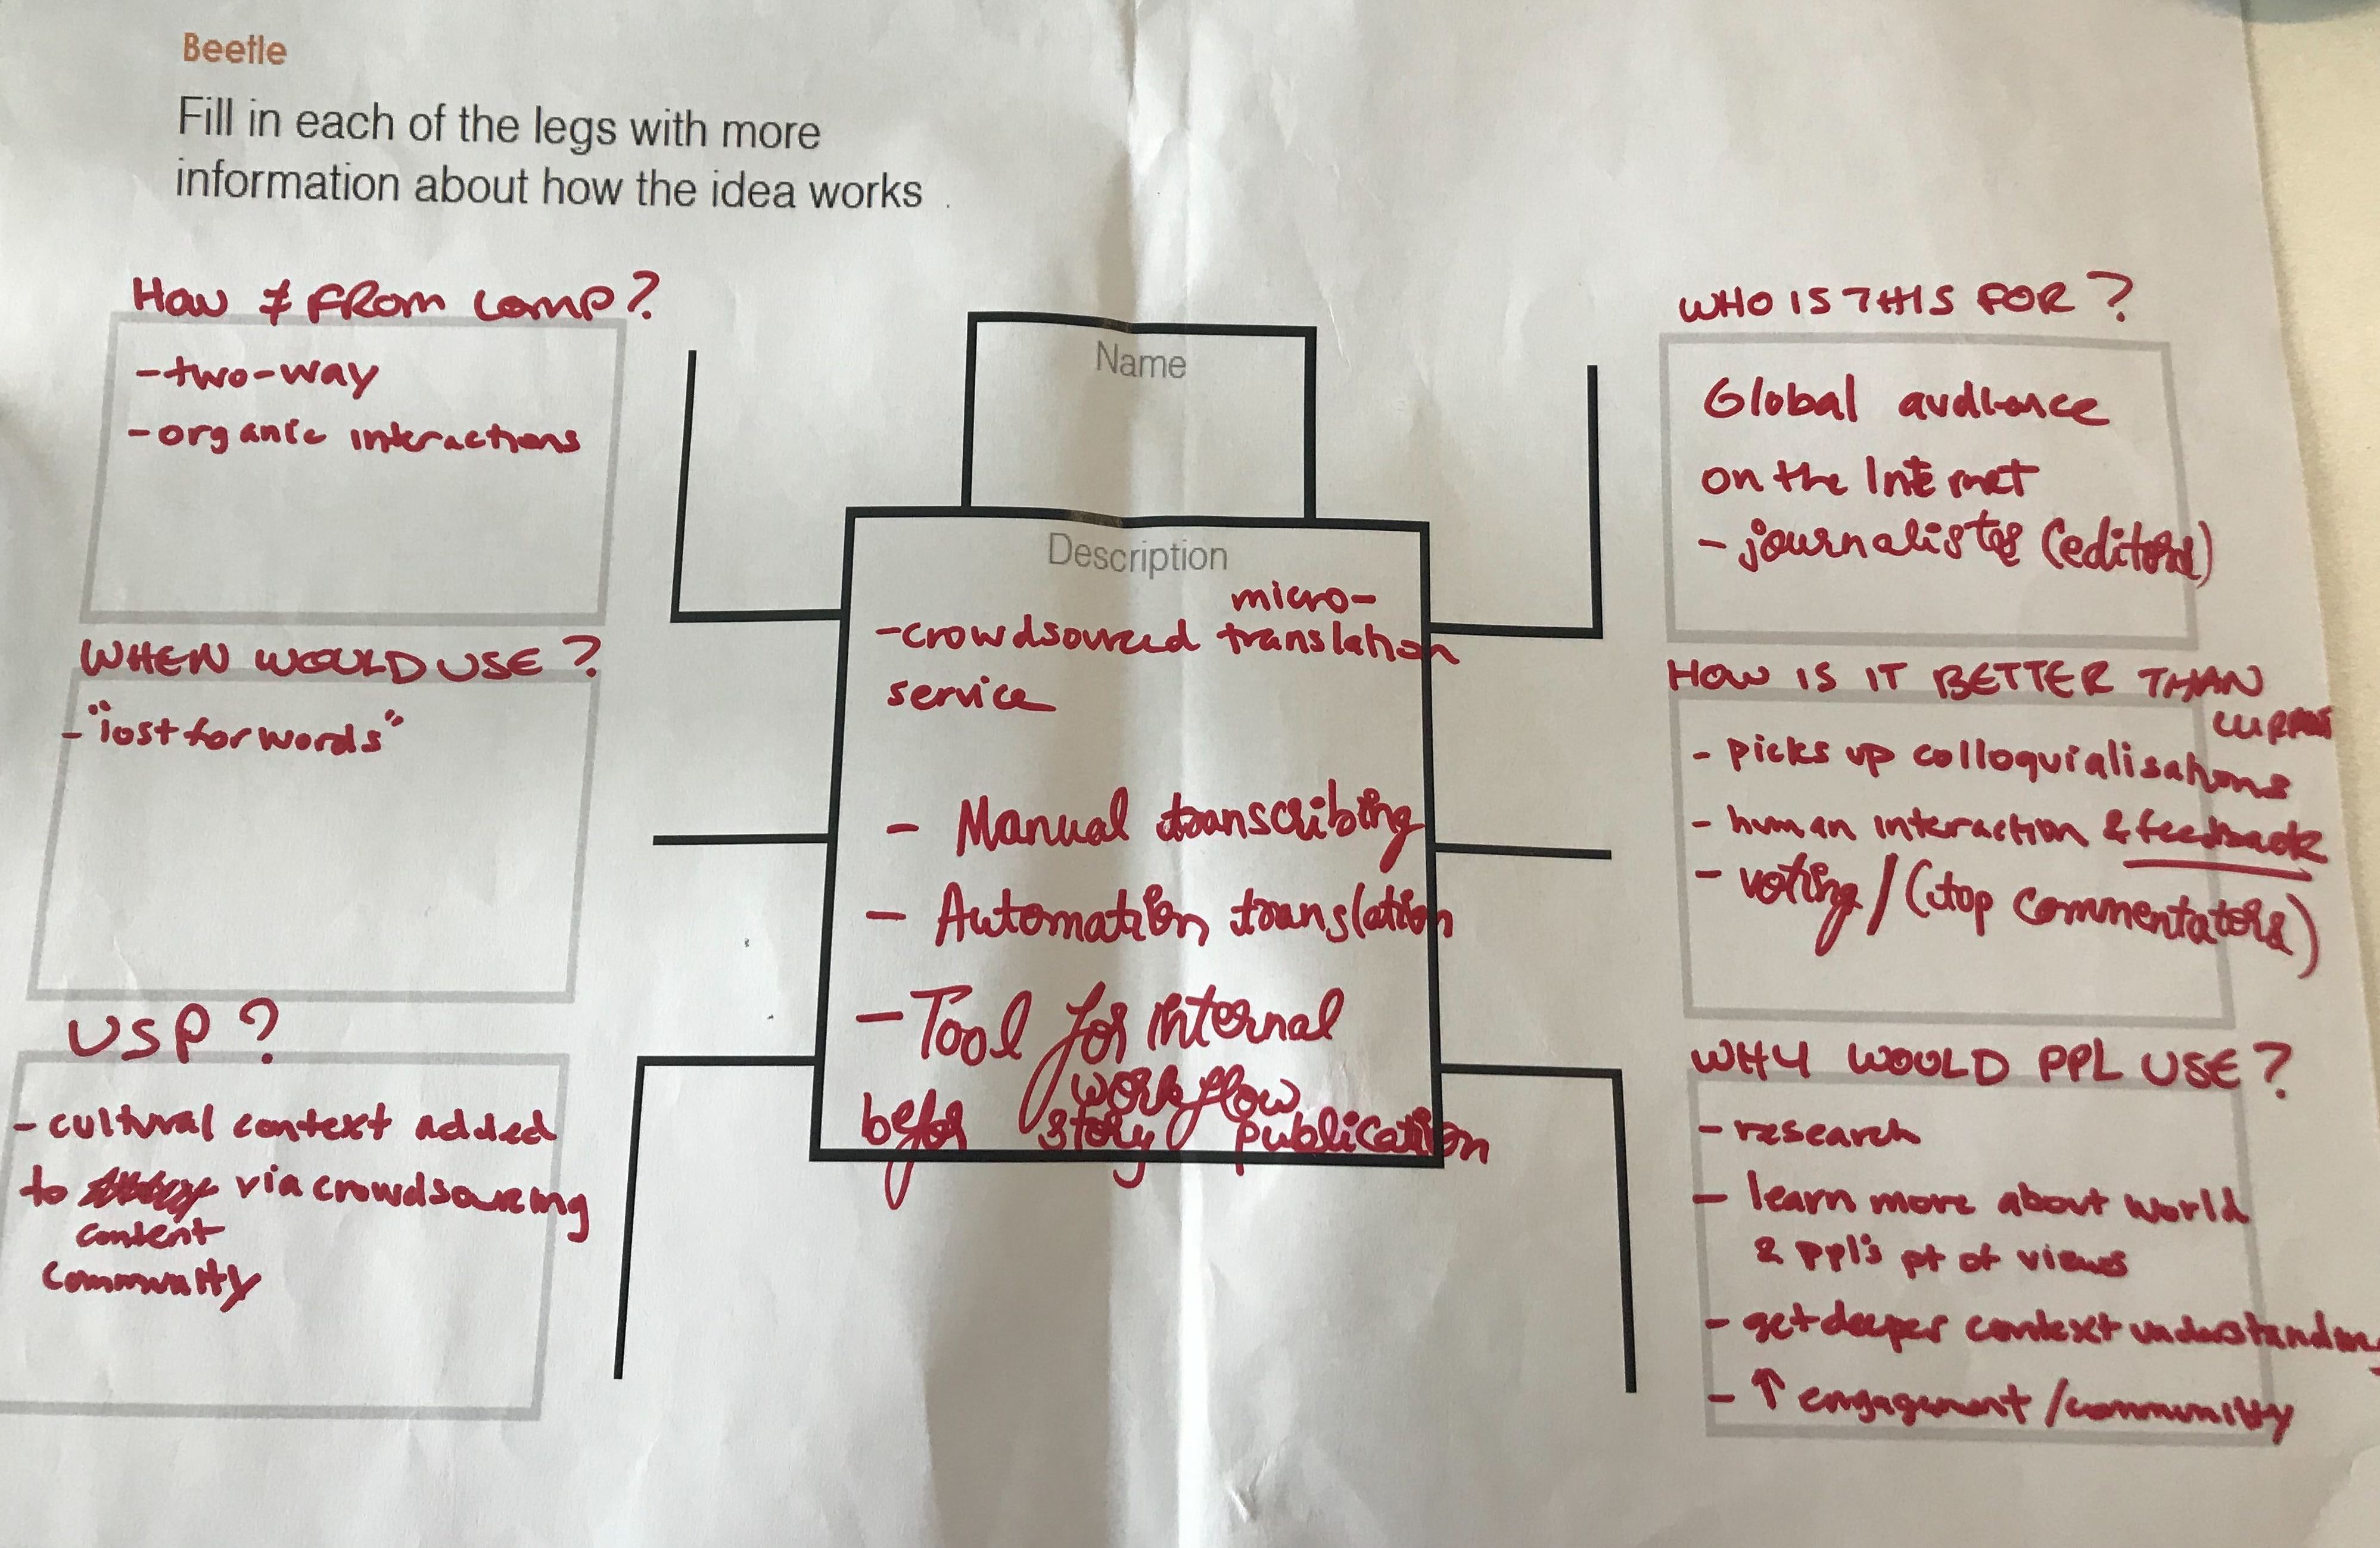 Beetle
Fill in each of the legs with more
information about how the idea works
HOW ≠ FROM COMP?
- two-way
- organic interactions
WHEN WOULD USE?
- "lost for words"
USP?
- cultural context added
to via crowdsourcing
content
community
Name
Description
micro-
- crowdsourced translation
service
- Manual transcribing
- Automation translation
- Tool for internal
workflow
befor story publication
WHO IS THIS FOR?
Global audience
on the Internet
- journalistes (editors)
HOW IS IT BETTER THAN
CURRENT
- picks up colloquialisations
- human interaction & feedback
- voting / (top commentators)
WHY WOULD PPL USE?
- research
- learn more about world
& ppl's pt of views
- get deeper context understanding
- ↑ engagement / community